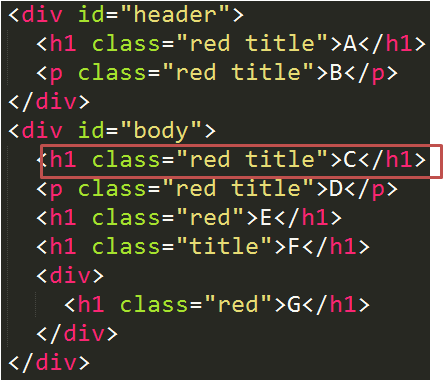 <div id="header">
  <h1 class="red title">A</h1>
  <p class="red title">B</p>
</div>
<div id="body">
  <h1 class="red title">C</h1>
  <p class="red title">D</p>
  <h1 class="red">E</h1>
  <h1 class="title">F</h1>
  <div>
    <h1 class="red">G</h1>
  </div>
</div>